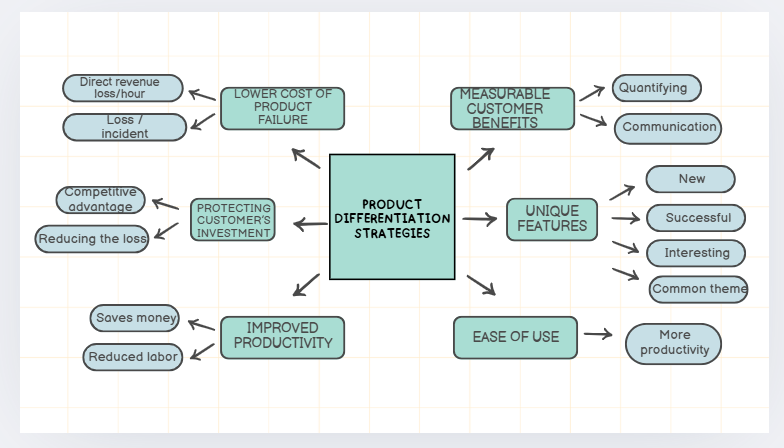 Direct revenue
loss/hour
Loss /
incident
LOWER COST OF
PRODUCT
FAILURE
MEASURABLE
CUSTOMER
BENEFITS
Quantifying
Communication
Competitive
advantage
Reducing the loss
PROTECTING
CUSTOMER'S
INVESTMENT
PRODUCT
DIFFERENTIATION
STRATEGIES
UNIQUE
FEATURES
New
Successful
Interesting
Common theme
Saves money
Reduced labor
IMPROVED
PRODUCTIVITY
EASE OF USE
More
productivity